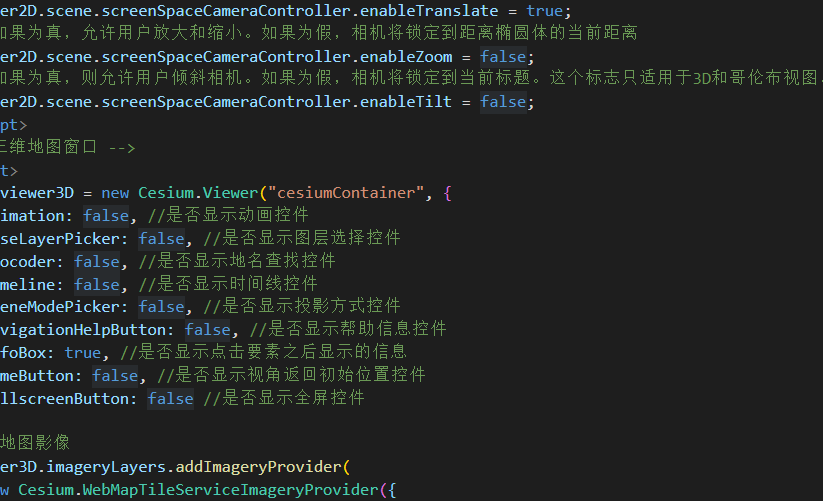 er2D.scene.screenSpaceCameraController.enableTranslate = true;
如果为真，允许用户放大和缩小。如果为假，相机将锁定到距离椭圆体的当前距离
er2D.scene.screenSpaceCameraController.enableZoom = false;
如果为真，则允许用户倾斜相机。如果为假，相机将锁定到当前标题。这个标志只适用于3D和哥伦布视图.
er2D.scene.screenSpaceCameraController.enableTilt = false;
pt>
三维地图窗口 -->
t>
viewer3D = new Cesium.Viewer("cesiumContainer", {
imation: false, //是否显示动画控件
seLayerPicker: false, //是否显示图层选择控件
ocoder: false, //是否显示地名查找控件
meline: false, //是否显示时间线控件
eneModePicker: false, //是否显示投影方式控件
vigationHelpButton: false, //是否显示帮助信息控件
foBox: true, //是否显示点击要素之后显示的信息
meButton: false, //是否显示视角返回初始位置控件
llscreenButton: false //是否显示全屏控件
地图影像
er3D.imageryLayers.addImageryProvider(
w Cesium.WebMapTileServiceImageryProvider({